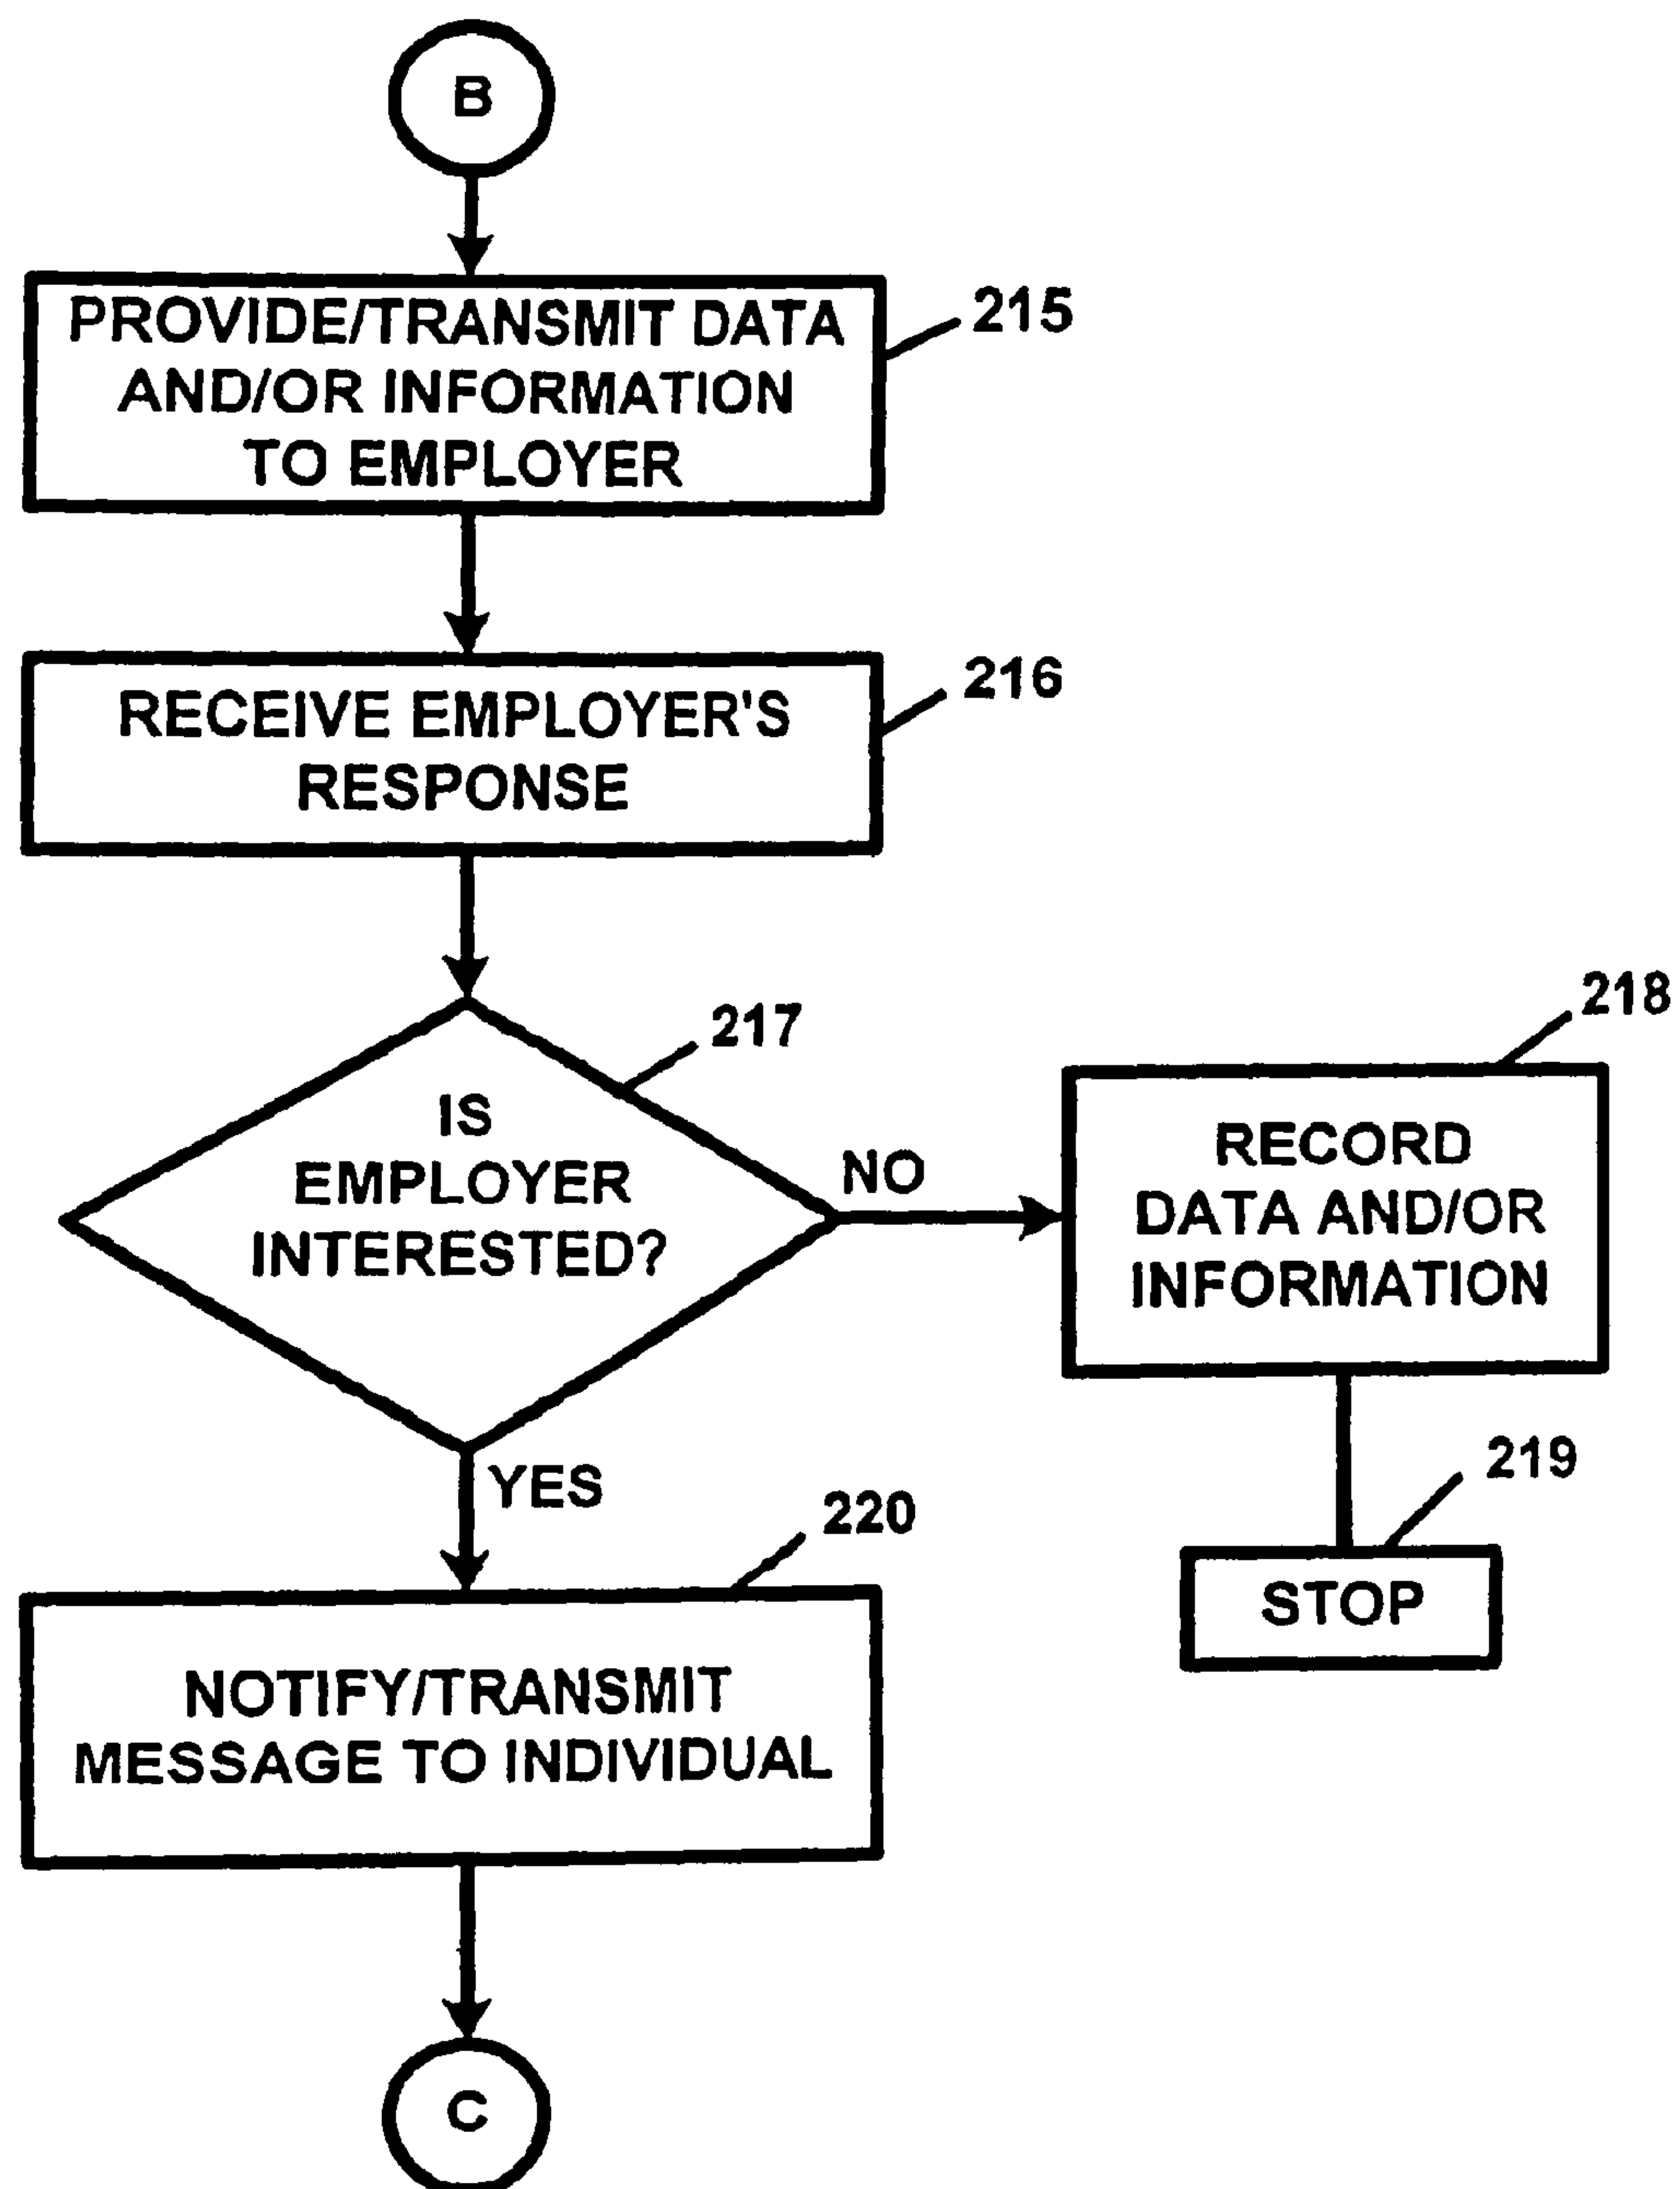 B
PROVIDE/TRANSMIT DATA
AND/OR INFORMATION
TO EMPLOYER
215
RECEIVE EMPLOYER'S
RESPONSE
216
IS
EMPLOYER
INTERESTED?
217
NO
RECORD
DATA AND/OR
INFORMATION
218
STOP
219
YES
NOTIFY/TRANSMIT
MESSAGE TO INDIVIDUAL
220
C